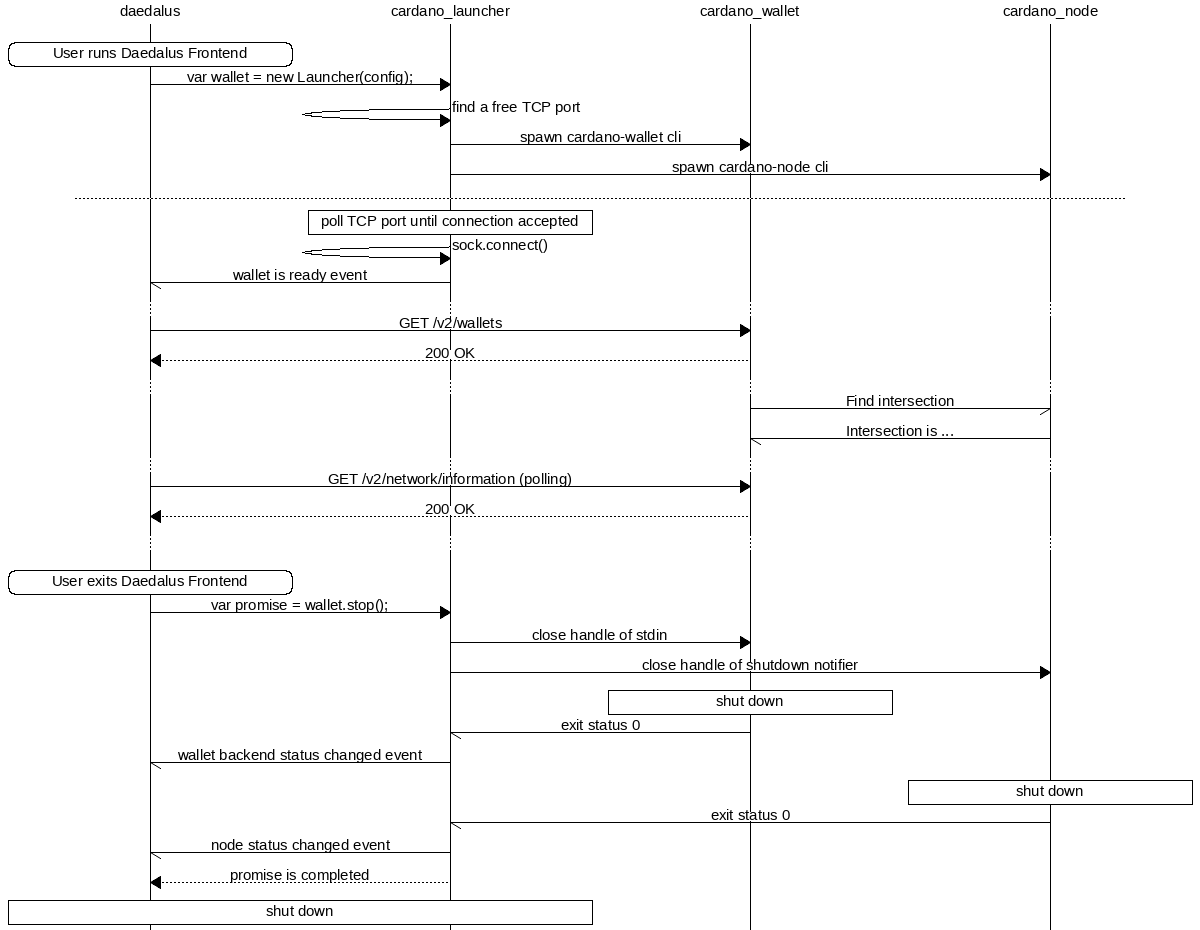 daedalus
cardano_launcher
cardano_wallet
cardano_node
User runs Daedalus Frontend
var wallet = new Launcher(config);
find a free TCP port
spawn cardano-wallet cli
spawn cardano-node cli
poll TCP port until connection accepted
sock.connect()
wallet is ready event
GET /v2/wallets
200 OK
Find intersection
Intersection is ...
GET /v2/network/information (polling)
200 OK
User exits Daedalus Frontend
var promise = wallet.stop();
close handle of stdin
close handle of shutdown notifier
shut down
exit status 0
wallet backend status changed event
shut down
exit status 0
node status changed event
promise is completed
shut down